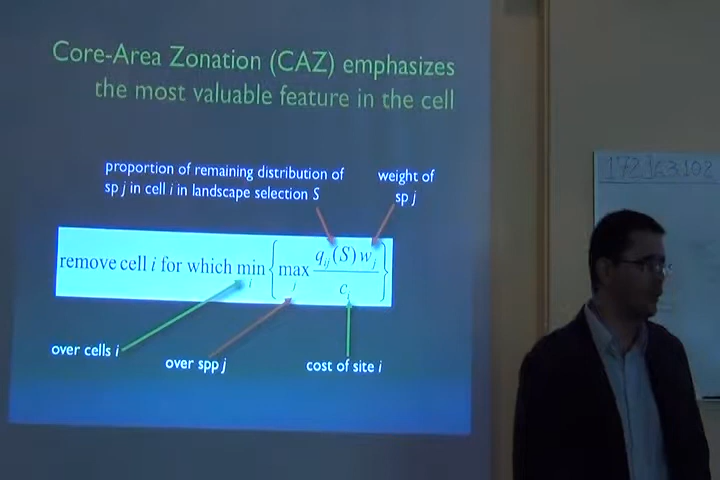 Core-Area Zonation (CAZ) emphasizes
the most valuable feature in the cell
proportion of remaining distribution of
sp j in cell i in landscape selection S
weight of
sp j
remove cell i for which min_i { max_j q_ij(S) w_j / c_i }
over cells i
over spp j
cost of site i